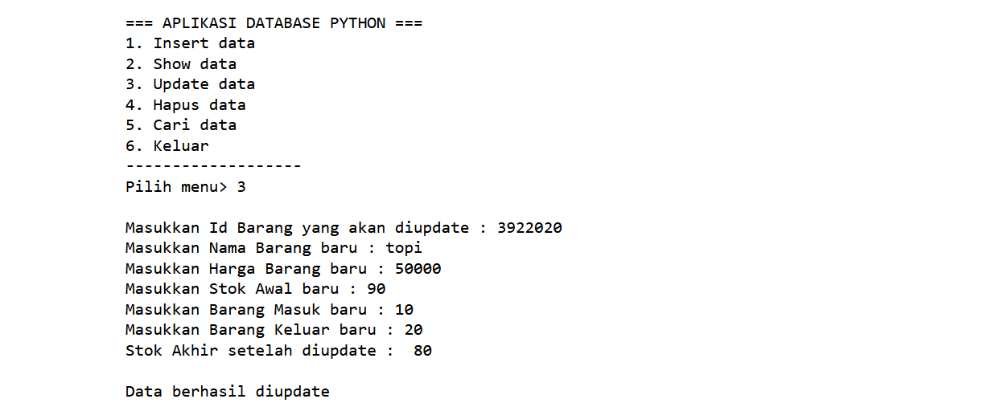 === APLIKASI DATABASE PYTHON ===
1. Insert data
2. Show data
3. Update data
4. Hapus data
5. Cari data
6. Keluar
-------------------
Pilih menu> 3
Masukkan Id Barang yang akan diupdate : 3922020
Masukkan Nama Barang baru : topi
Masukkan Harga Barang baru : 50000
Masukkan Stok Awal baru : 90
Masukkan Barang Masuk baru : 10
Masukkan Barang Keluar baru : 20
Stok Akhir setelah diupdate :  80
Data berhasil diupdate